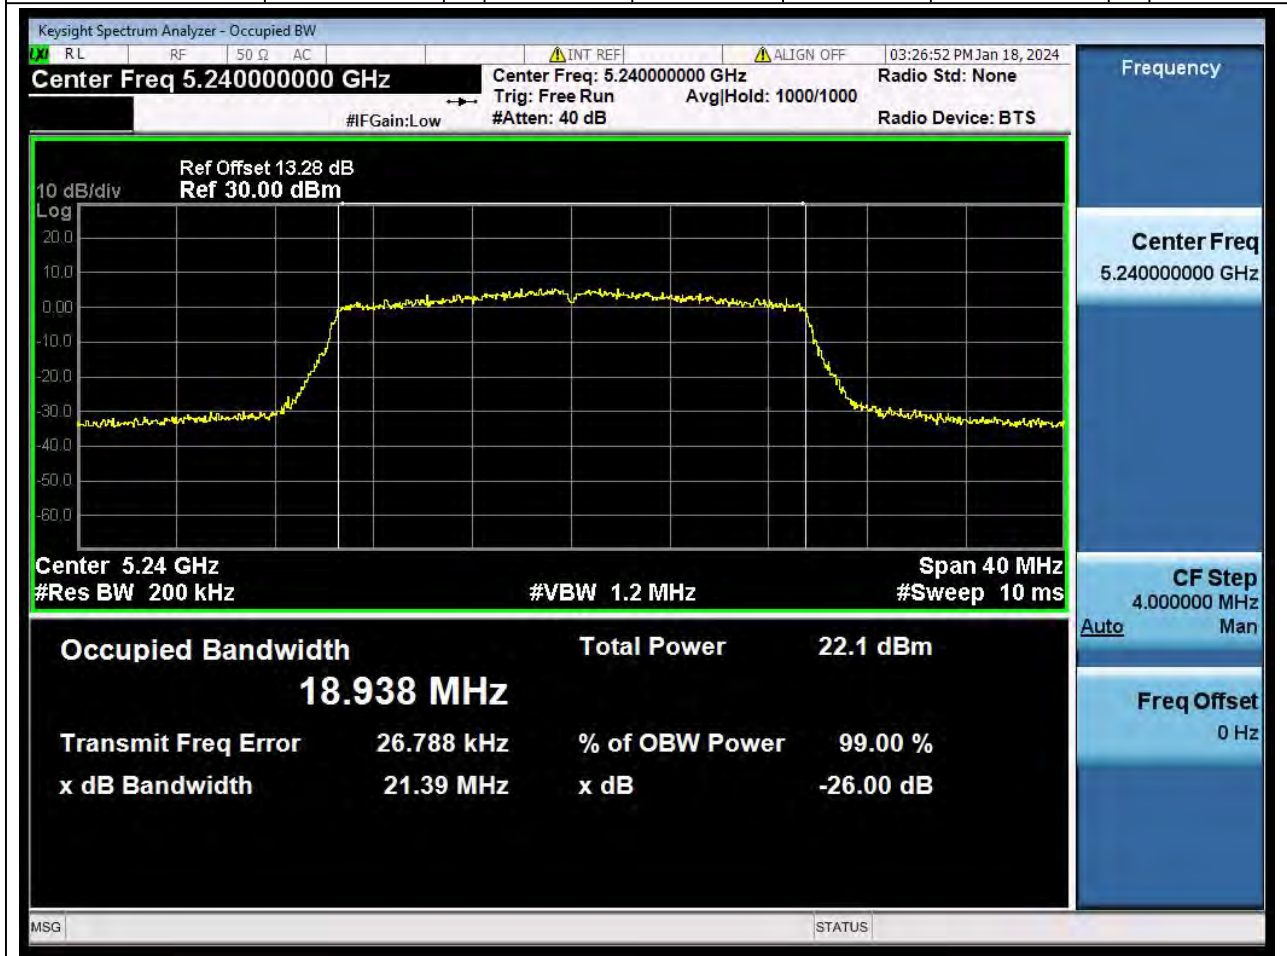 Keysight Spectrum Analyzer - Occupied BW
LXI RL RF 50 Ω AC INT REF ALIGN OFF 03:26:52 PM Jan 18, 2024
Center Freq 5.240000000 GHz
Center Freq: 5.240000000 GHz
Radio Std: None
Trig: Free Run Avg|Hold: 1000/1000
#IFGain:Low
#Atten: 40 dB
Radio Device: BTS
Frequency
Ref Offset 13.28 dB
10 dB/div Ref 30.00 dBm
Log
20.0
10.0
0.00
-10.0
-20.0
-30.0
-40.0
-50.0
-60.0
Center 5.24 GHz Span 40 MHz
#Res BW 200 kHz #VBW 1.2 MHz #Sweep 10 ms
Center Freq
5.240000000 GHz
CF Step
4.000000 MHz
Auto Man
Freq Offset
0 Hz
Occupied Bandwidth Total Power 22.1 dBm
18.938 MHz
Transmit Freq Error 26.788 kHz % of OBW Power 99.00 %
x dB Bandwidth 21.39 MHz x dB -26.00 dB
MSG STATUS